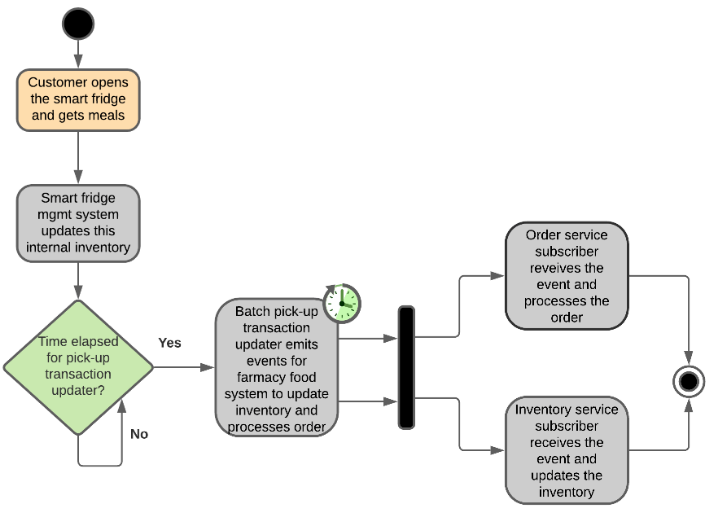 Customer opens
the smart fridge
and gets meals
Smart fridge
mgmt system
updates this
internal inventory
Time elapsed
for pick-up
transaction
updater?
Yes
No
Batch pick-up
transaction
updater emits
events for
farmacy food
system to update
inventory and
processes order
Order service
subscriber
reveives the
event and
processes the
order
Inventory service
subscriber
receives the
event and
updates the
inventory